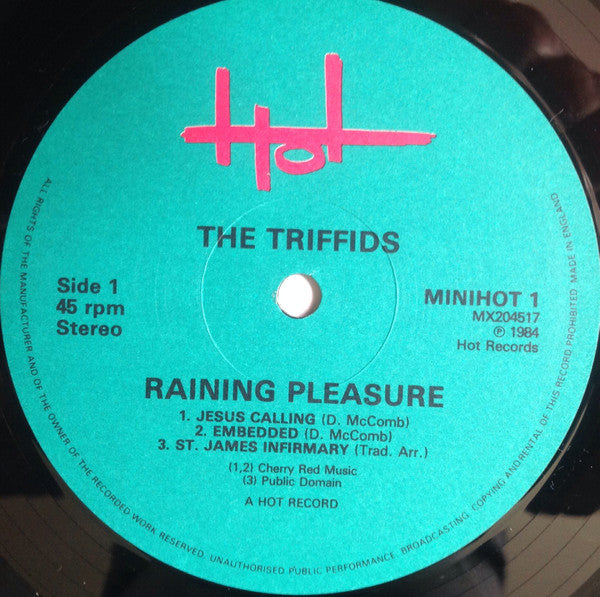 Hot
THE TRIFFIDS
Side 1
45 rpm
Stereo
MINIHOT 1
MX204517
℗ 1984
Hot Records
RAINING PLEASURE
1. JESUS CALLING (D. McComb)
2. EMBEDDED (D. McComb)
3. ST. JAMES INFIRMARY (Trad. Arr.)
(1,2) Cherry Red Music
(3) Public Domain
A HOT RECORD
ALL RIGHTS OF THE MANUFACTURER AND OF THE OWNER OF THE RECORDED WORK RESERVED. UNAUTHORISED PUBLIC PERFORMANCE, BROADCASTING, COPYING AND RENTAL OF THIS RECORD PROHIBITED. MADE IN ENGLAND